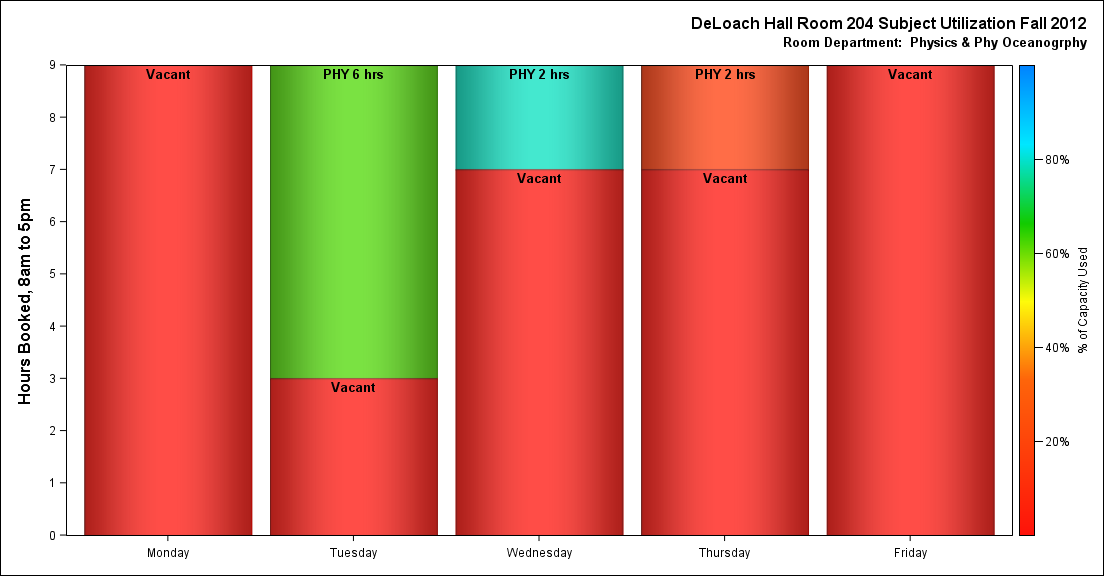 DeLoach Hall Room 204 Subject Utilization Fall 2012
Room Department:  Physics & Phy Oceanogrphy
Hours Booked, 8am to 5pm
9
8
7
6
5
4
3
2
1
0
Vacant
PHY 6 hrs
Vacant
PHY 2 hrs
Vacant
PHY 2 hrs
Vacant
Vacant
Monday
Tuesday
Wednesday
Thursday
Friday
80%
60%
40%
20%
% of Capacity Used